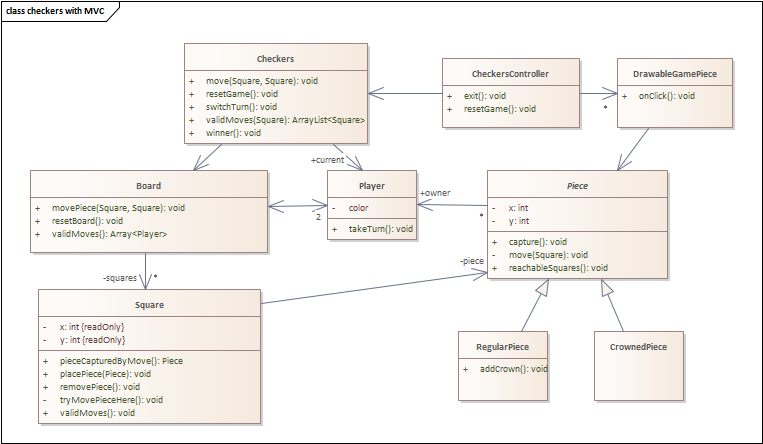 class checkers with MVC
Checkers
+ move(Square, Square): void
+ resetGame(): void
+ switchTurn(): void
+ validMoves(Square): ArrayList<Square>
+ winner(): void
CheckersController
+ exit(): void
+ resetGame(): void
DrawableGamePiece
+ onClick(): void
*
+current
Board
+ movePiece(Square, Square): void
+ resetBoard(): void
+ validMoves(): Array<Player>
2
Player
- color
+ takeTurn(): void
+owner
*
Piece
- x: int
- y: int
+ capture(): void
- move(Square): void
+ reachableSquares(): void
-squares
*
-piece
Square
- x: int {readOnly}
- y: int {readOnly}
+ pieceCapturedByMove(): Piece
+ placePiece(Piece): void
+ removePiece(): void
- tryMovePieceHere(): void
+ validMoves(): void
RegularPiece
+ addCrown(): void
CrownedPiece